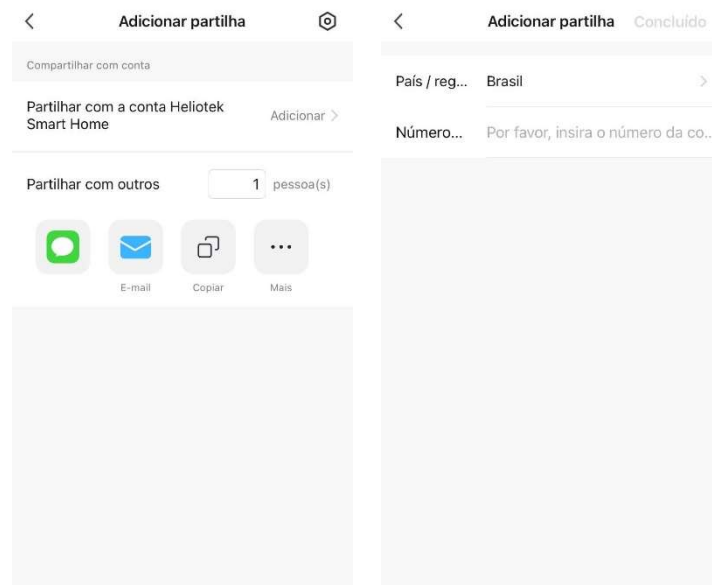 Adicionar partilha
Compartilhar com conta
Partilhar com a conta Heliotek
Smart Home
Adicionar
Partilhar com outros
1 pessoa(s)
E-mail
Copiar
Mais
Adicionar partilha Concluído
País / reg... Brasil
Número... Por favor, insira o número da co...